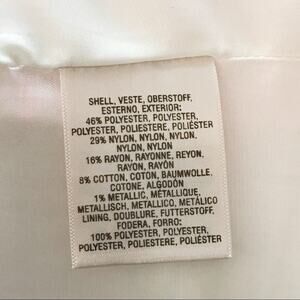 SHELL, VESTE, OBERSTOFF,
ESTERNO, EXTERIOR:
46% POLYESTER, POLYESTER,
POLYESTER, POLIESTERE, POLIÉSTER
29% NYLON, NYLON, NYLON,
NYLON, NYLON
16% RAYON, RAYONNE, REYON,
RAYON, RAYÓN
8% COTTON, COTON, BAUMWOLLE,
COTONE, ALGODÓN
1% METALLIC, MÉTALLIQUE,
METALLISCH, METALLICO, METÁLICO
LINING, DOUBLURE, FUTTERSTOFF,
FODERA, FORRO:
100% POLYESTER, POLYESTER,
POLYESTER, POLIESTERE, POLIÉSTER